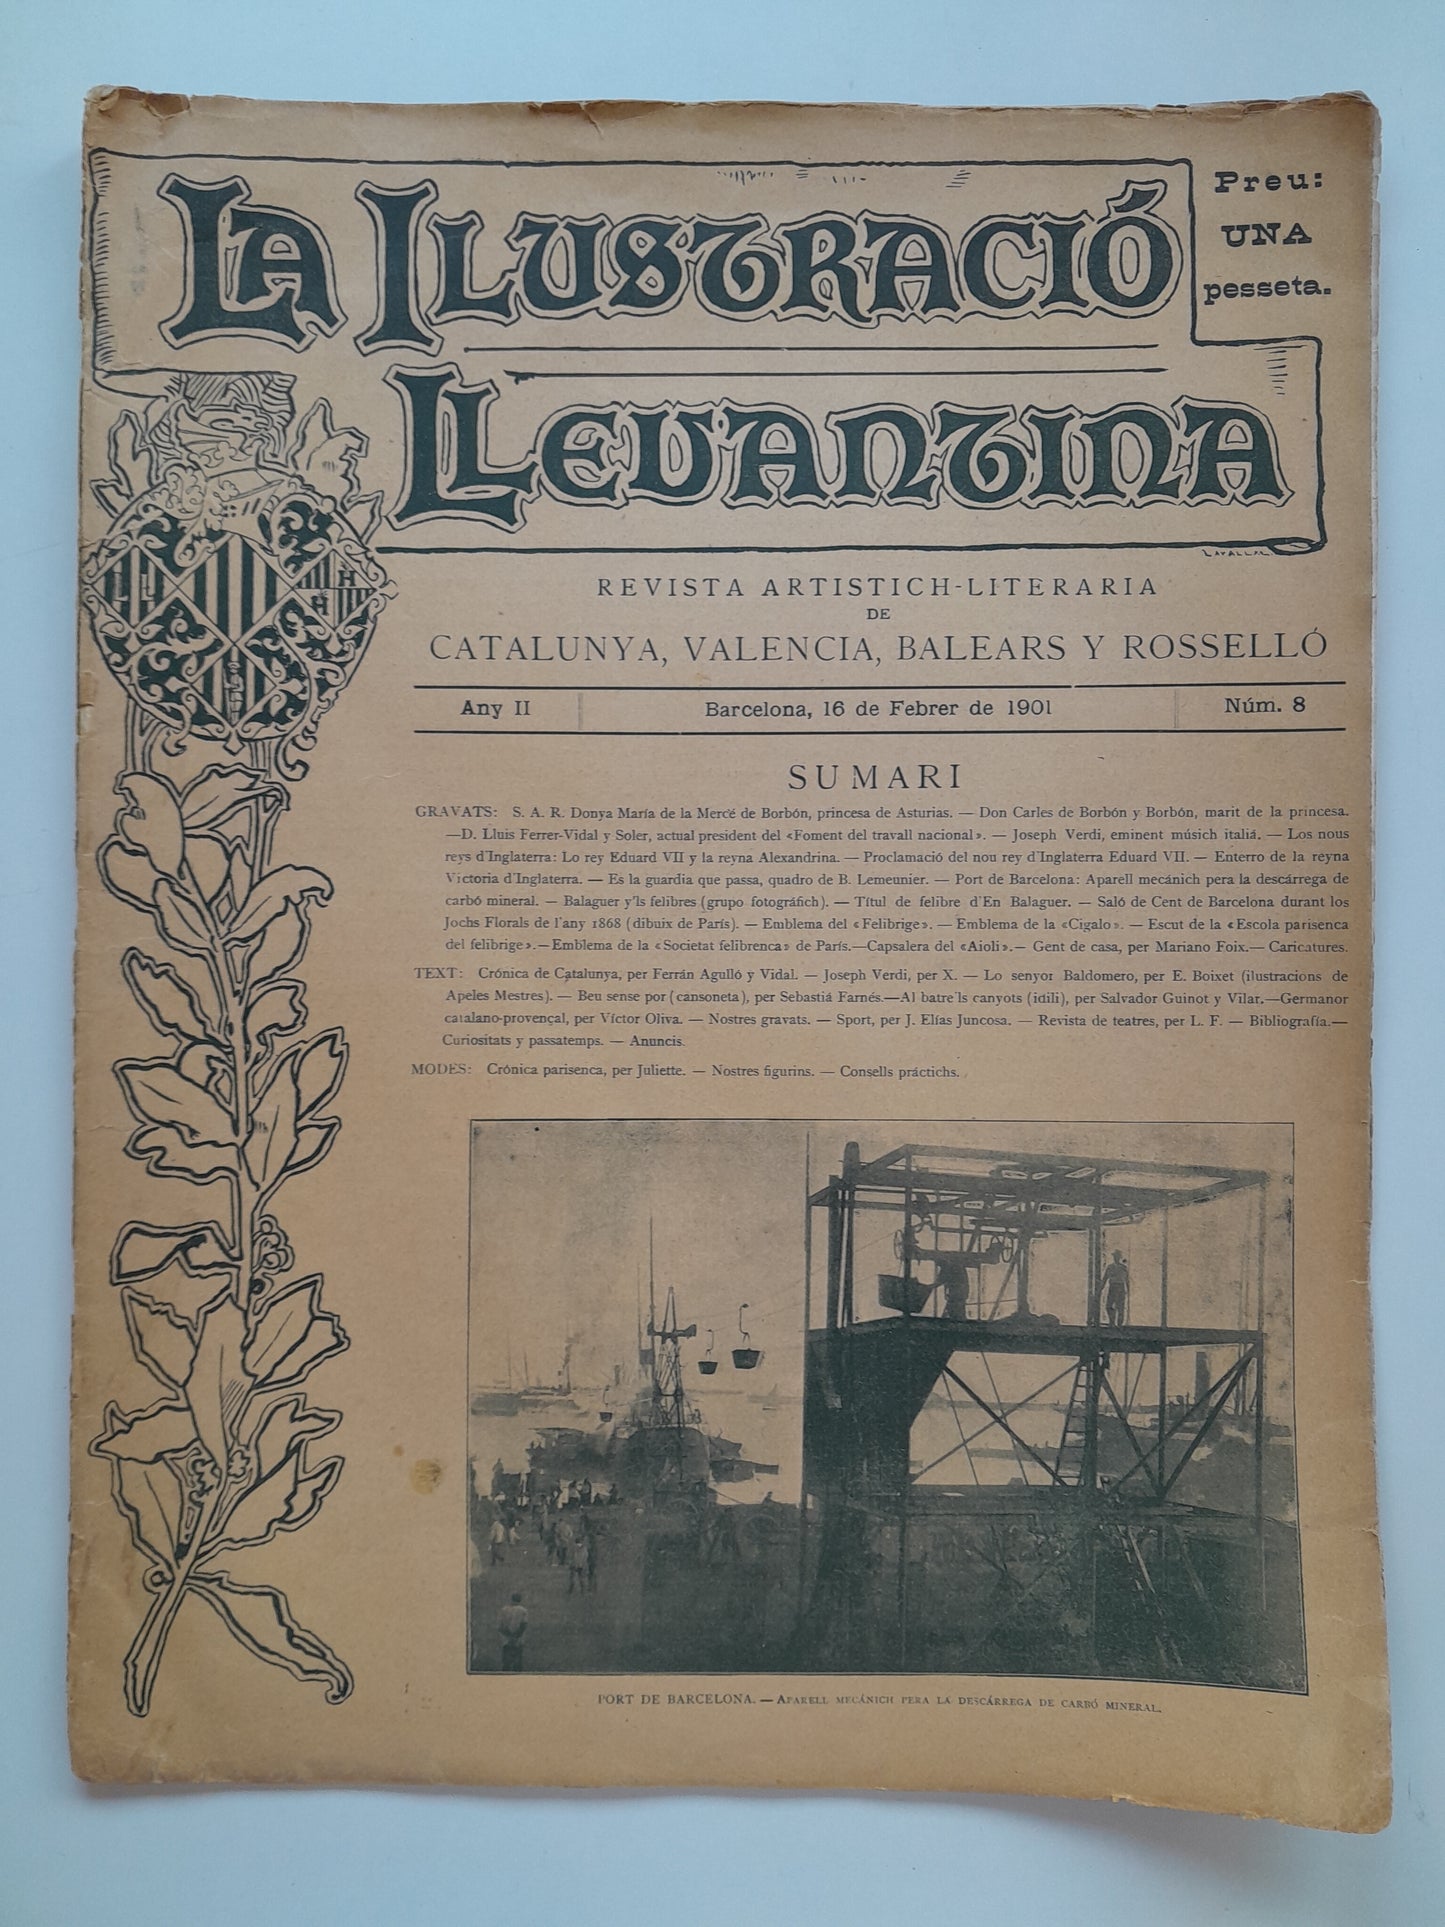 LA ILUSTRACIÓ
LLEVANTINA
Preu:
UNA
pesseta.
REVISTA ARTISTICH-LITERARIA
DE
CATALUNYA, VALENCIA, BALEARS Y ROSSELLÓ
Any II Barcelona, 16 de Febrer de 1901 Núm. 8
SUMARI
GRAVATS: S. A. R. Donya María de la Mercé de Borbón, princesa de Asturias. — Don Carles de Borbón y Borbón, marit de la princesa.
—D. Lluis Ferrer-Vidal y Soler, actual president del «Foment del travall nacional». — Joseph Verdi, eminent músich italiá. — Los nous
reys d'Inglaterra: Lo rey Eduard VII y la reyna Alexandrina. — Proclamació del nou rey d'Inglaterra Eduard VII. — Enterro de la reyna
Victoria d'Inglaterra. — Es la guardia que passa, quadro de B. Lemeunier. — Port de Barcelona: Aparell mecánich pera la descárrega de
carbó mineral. — Balaguer y'ls felibres (grupo fotográfich). — Títul de felibre d'En Balaguer. — Saló de Cent de Barcelona durant los
Jochs Florals de l'any 1868 (dibuix de París). — Emblema del «Felibrige». — Emblema de la «Cigalo». — Escut de la «Escola parisenca
del felibrige».—Emblema de la «Societat felibrenca» de París.—Capsalera del «Aioli».— Gent de casa, per Mariano Foix.— Caricatures.
TEXT: Crónica de Catalunya, per Ferrán Agulló y Vidal. — Joseph Verdi, per X. — Lo senyor Baldomero, per E. Boixet (ilustracions de
Apeles Mestres). — Beu sense por (cansoneta), per Sebastiá Farnés.—Al batre'ls canyots (idili), per Salvador Guinot y Vilar.—Germanor
catalano-provençal, per Víctor Oliva. — Nostres gravats. — Sport, per J. Elías Juncosa. — Revista de teatres, per L. F. — Bibliografía.—
Curiositats y passatemps. — Anuncis.
MODES: Crónica parisenca, per Juliette. — Nostres figurins. — Consells práctichs.
PORT DE BARCELONA. — APARELL MECÁNICH PERA LA DESCÁRREGA DE CARBÓ MINERAL.